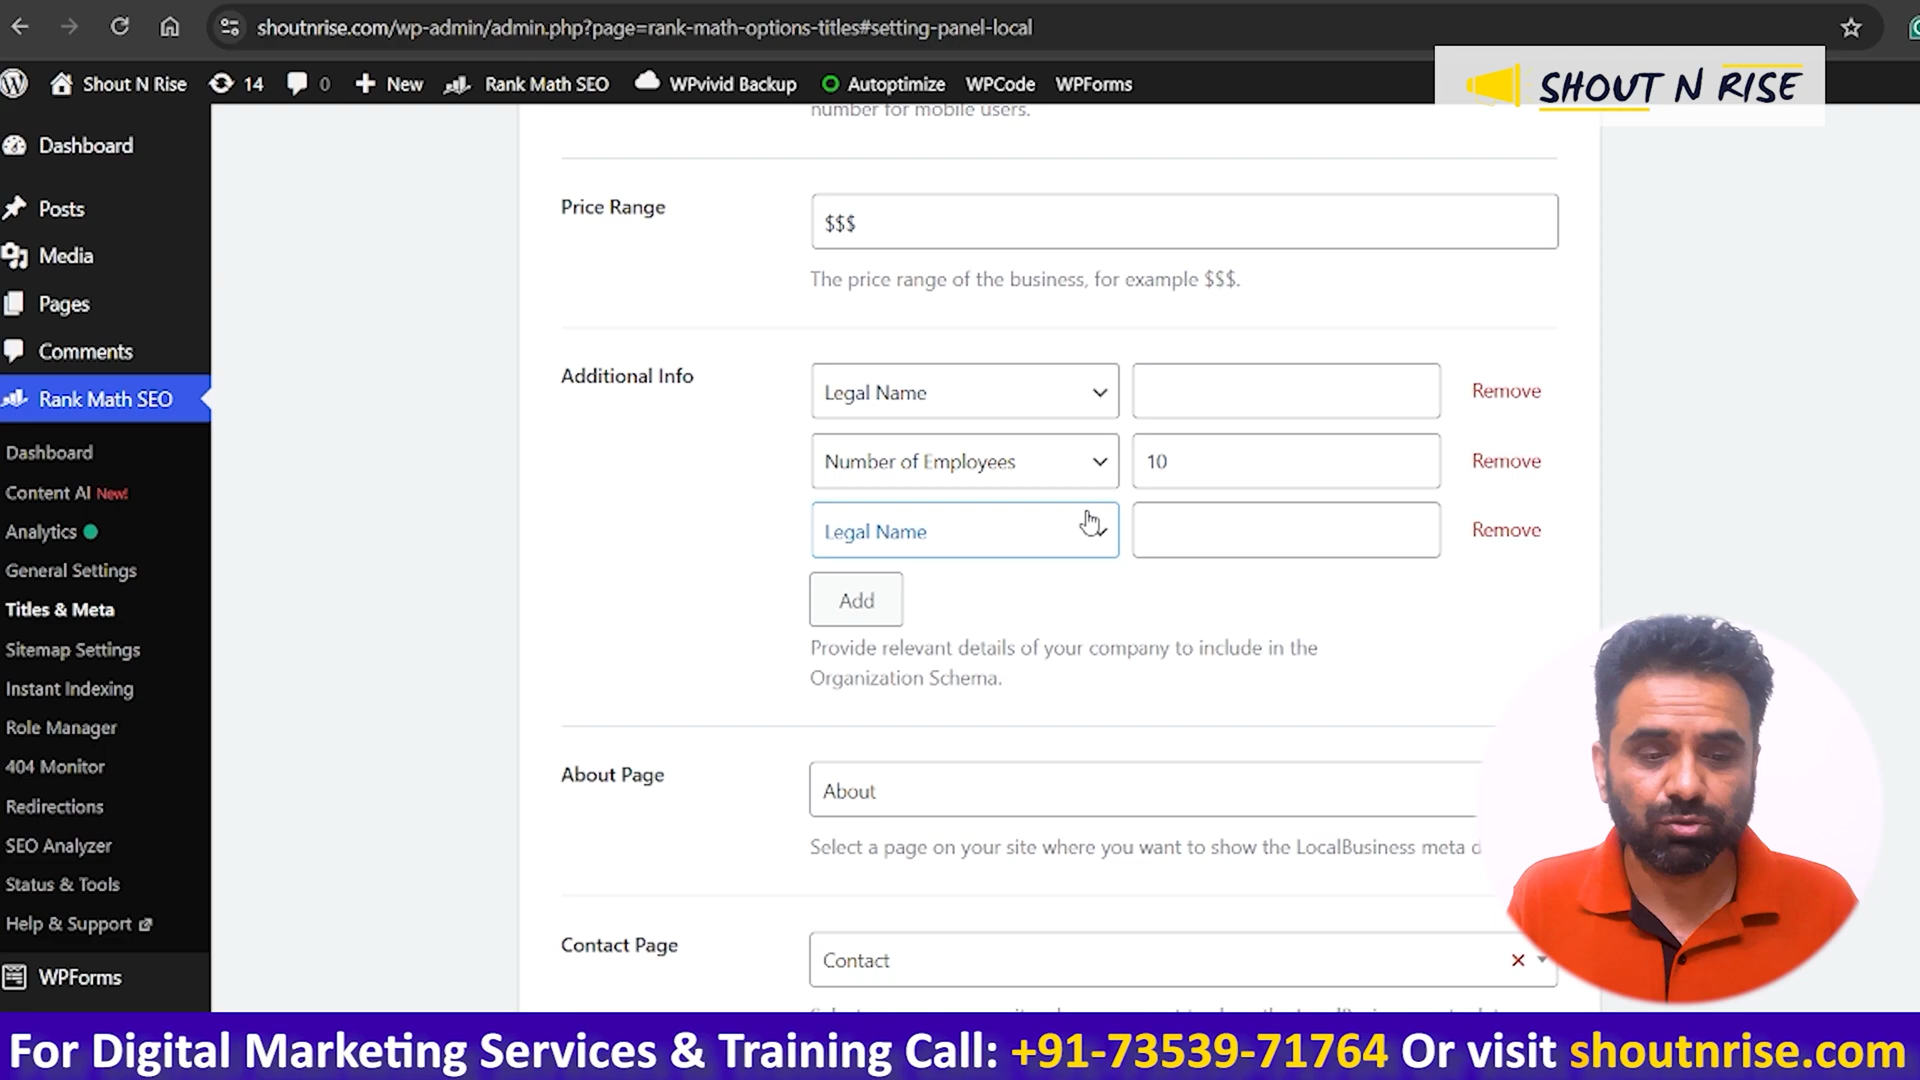 shoutnrise.com/wp-admin/admin.php?page=rank-math-options-titles#setting-panel-local
Shout N Rise 14 0 New Rank Math SEO WPvivid Backup Autoptimize WPCode WPForms
SHOUT N RISE
Dashboard
Posts
Media
Pages
Comments
Rank Math SEO
Dashboard
Content AI New!
Analytics
General Settings
Titles & Meta
Sitemap Settings
Instant Indexing
Role Manager
404 Monitor
Redirections
SEO Analyzer
Status & Tools
Help & Support
WPForms
number for mobile users.
Price Range
$$$
The price range of the business, for example $$$.
Additional Info
Legal Name Remove
Number of Employees 10 Remove
Legal Name Remove
Add
Provide relevant details of your company to include in the
Organization Schema.
About Page
About
Select a page on your site where you want to show the LocalBusiness meta d
Contact Page
Contact
For Digital Marketing Services & Training Call: +91-73539-71764 Or visit shoutnrise.com